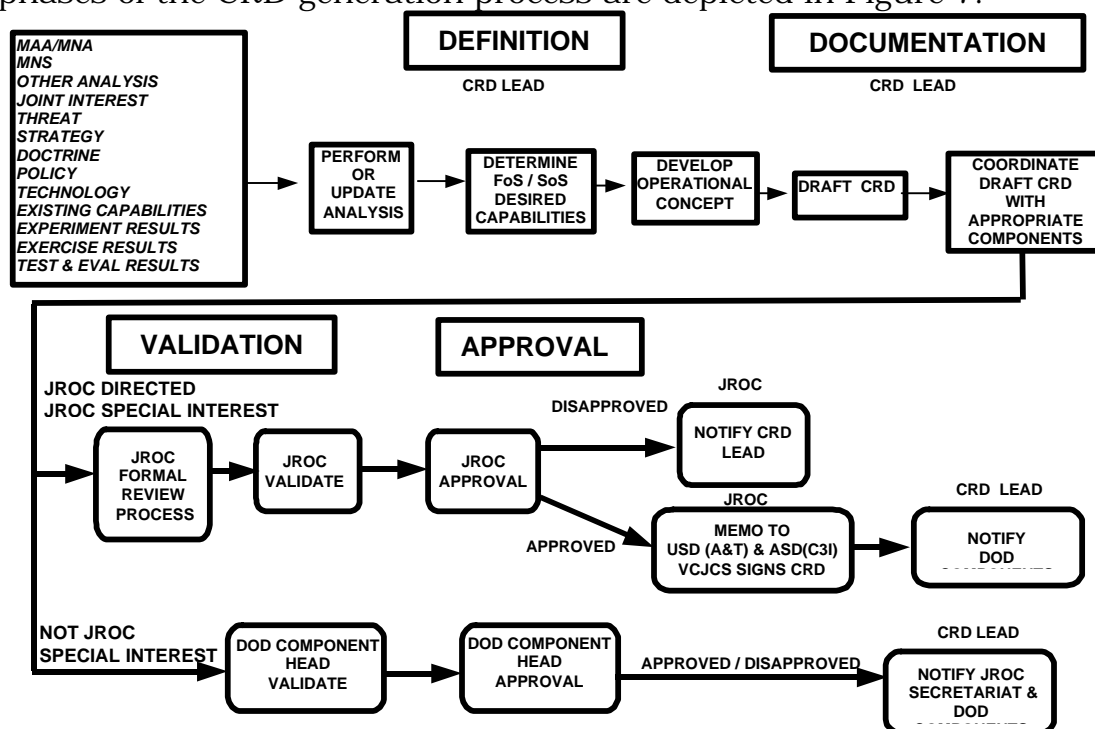 phases of the CRD generation process are depicted in Figure 7.
DEFINITION
DOCUMENTATION
CRD LEAD
CRD LEAD
MAA/MNA
MNS
OTHER ANALYSIS
JOINT INTEREST
THREAT
STRATEGY
DOCTRINE
POLICY
TECHNOLOGY
EXISTING CAPABILITIES
EXPERIMENT RESULTS
EXERCISE RESULTS
TEST & EVAL RESULTS
PERFORM
OR
UPDATE
ANALYSIS
DETERMINE
FoS / SoS
DESIRED
CAPABILITIES
DEVELOP
OPERATIONAL
CONCEPT
DRAFT CRD
COORDINATE
DRAFT CRD
WITH
APPROPRIATE
COMPONENTS
VALIDATION
APPROVAL
JROC DIRECTED
JROC SPECIAL INTEREST
JROC
FORMAL
REVIEW
PROCESS
JROC
VALIDATE
JROC
APPROVAL
DISAPPROVED
JROC
NOTIFY CRD
LEAD
APPROVED
JROC
MEMO TO
USD (A&T) & ASD(C3I)
VCJCS SIGNS CRD
CRD LEAD
NOTIFY
DOD
COMPONENTS
NOT JROC
SPECIAL INTEREST
DOD COMPONENT
HEAD
VALIDATE
DOD COMPONENT
HEAD
APPROVAL
APPROVED / DISAPPROVED
CRD LEAD
NOTIFY JROC
SECRETARIAT &
DOD
COMPONENTS